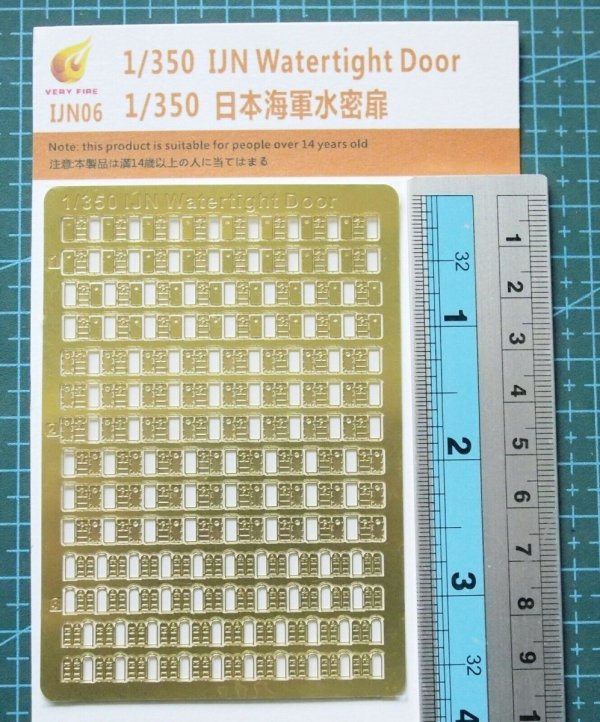 1/350 IJN Watertight Door
VERY FIRE
IJN06
1/350 日本海軍水密扉
Note: this product is suitable for people over 14 years old
注意:本製品は満14歳以上の人に当てはまる
1/350 IJN Watertight Door
1
2
3
32
1
2
3
32
4
1
2
3
4
5
6
7
8
9